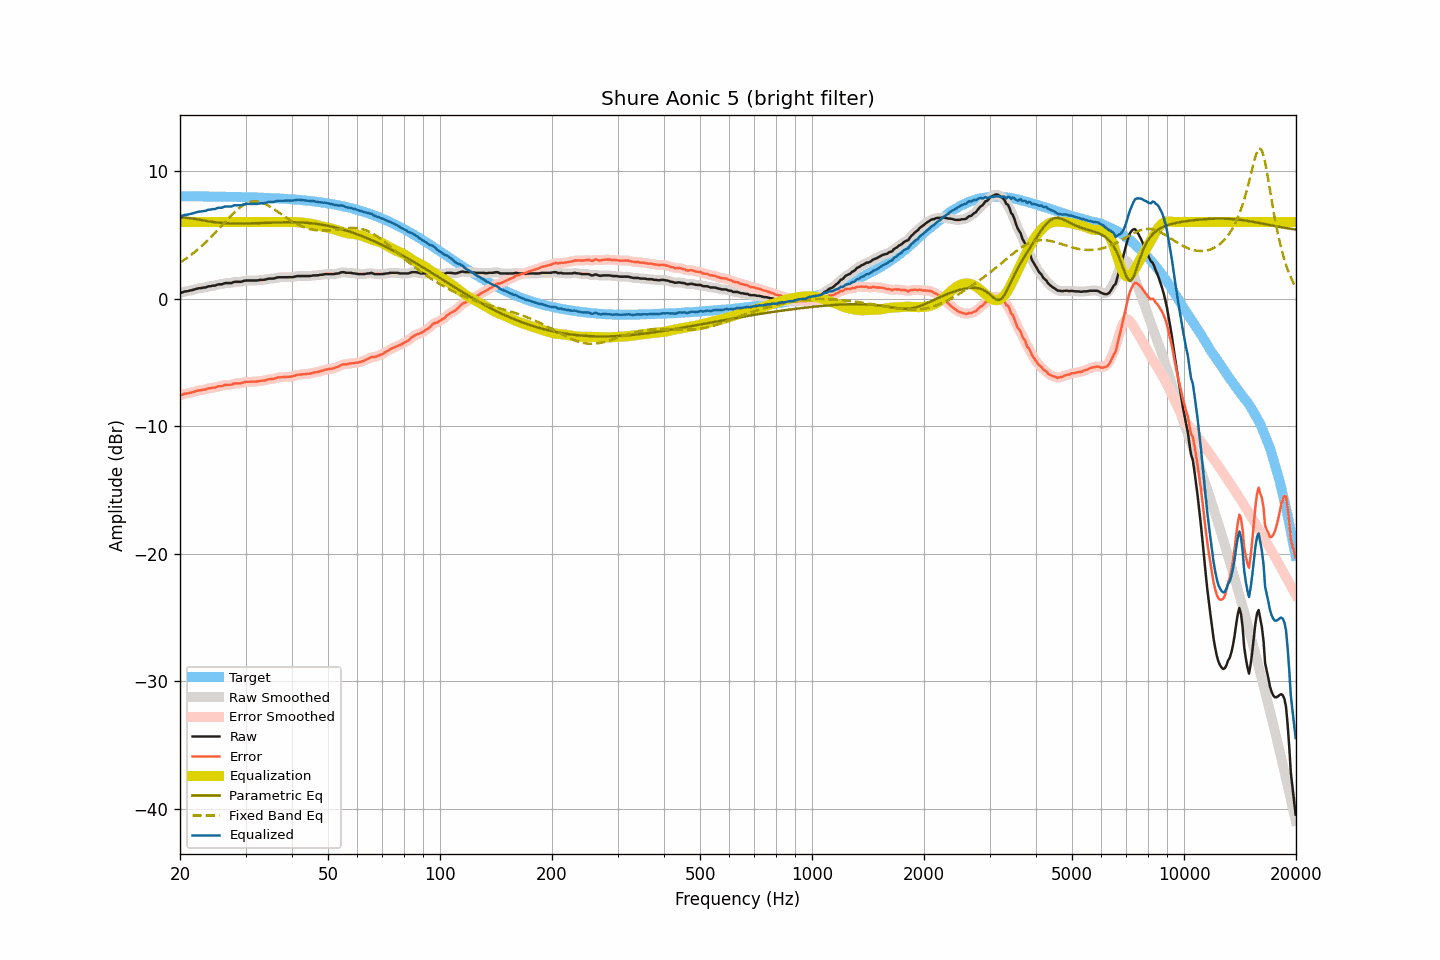 Shure Aonic 5 (bright filter)
10
0
−10
−20
−30
−40
Amplitude (dBr)
Target
Raw Smoothed
Error Smoothed
Raw
Error
Equalization
Parametric Eq
Fixed Band Eq
Equalized
20 50 100 200 500 1000 2000 5000 10000 20000
Frequency (Hz)